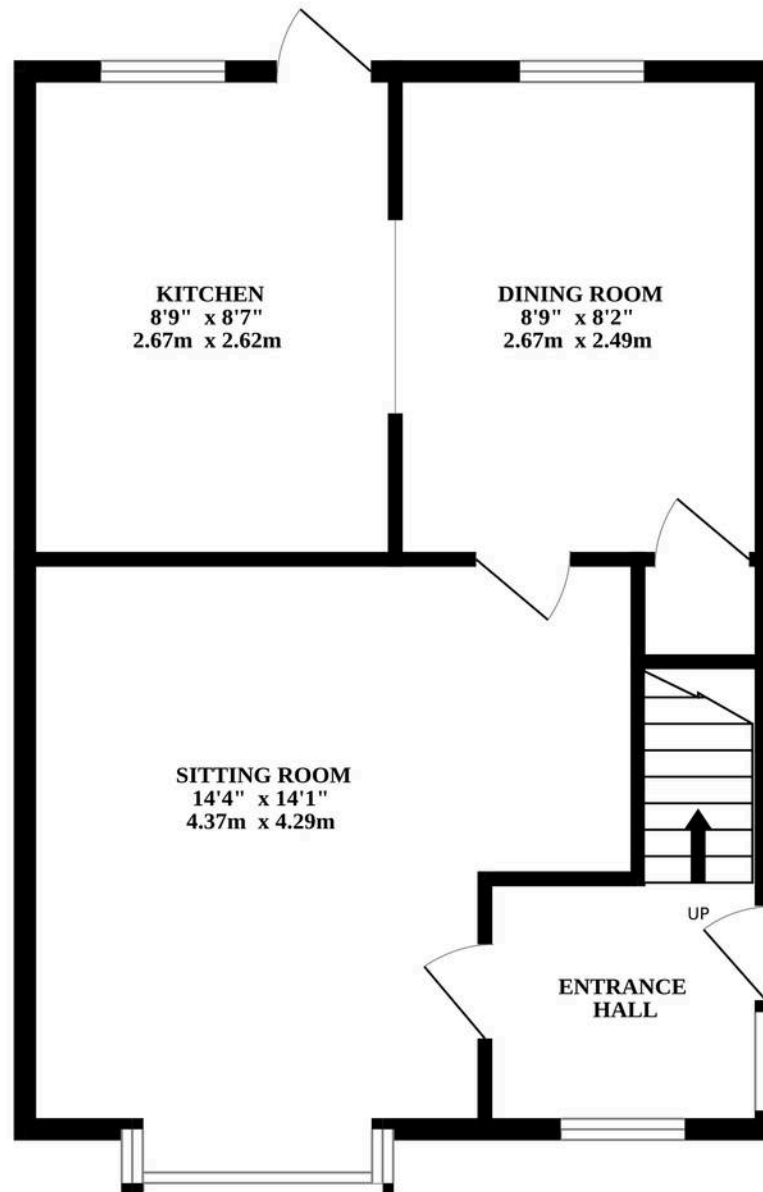 KITCHEN
8'9" x 8'7"
2.67m x 2.62m
DINING ROOM
8'9" x 8'2"
2.67m x 2.49m
SITTING ROOM
14'4" x 14'1"
4.37m x 4.29m
UP
ENTRANCE
HALL